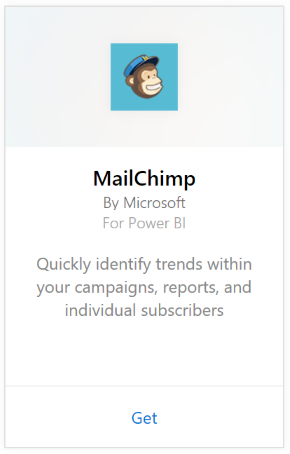 MailChimp
By Microsoft
For Power BI
Quickly identify trends within
your campaigns, reports, and
individual subscribers
Get